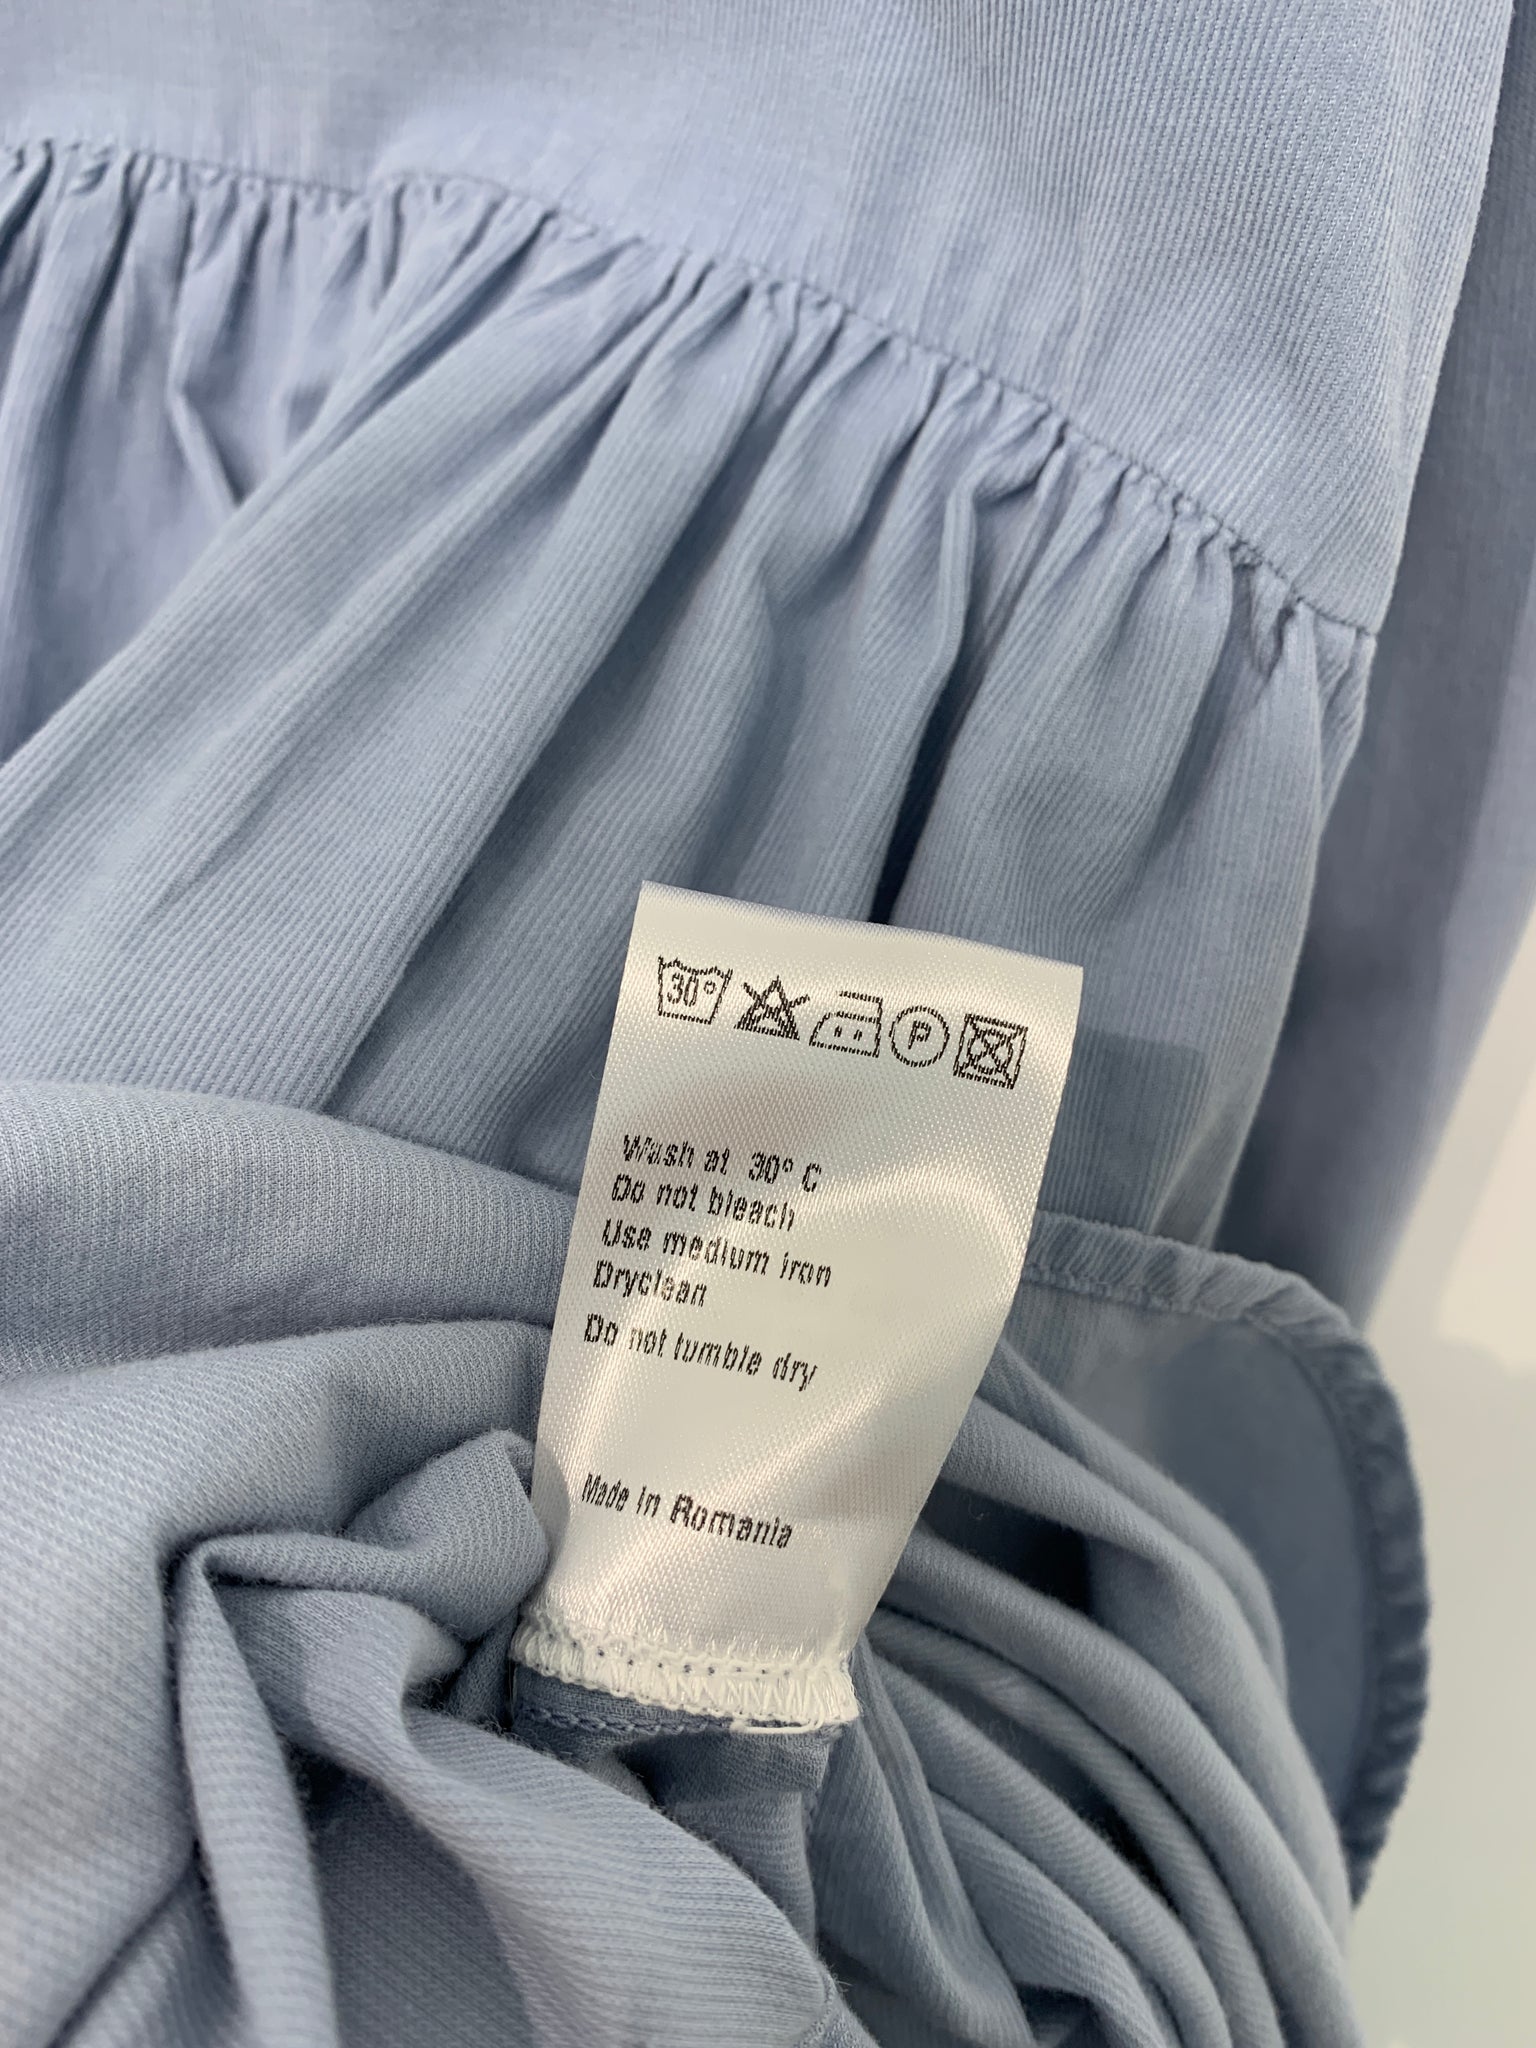 30°
P
Wash at 30° C
Do not bleach
Use medium iron
Dryclean
Do not tumble dry
Made in Romania